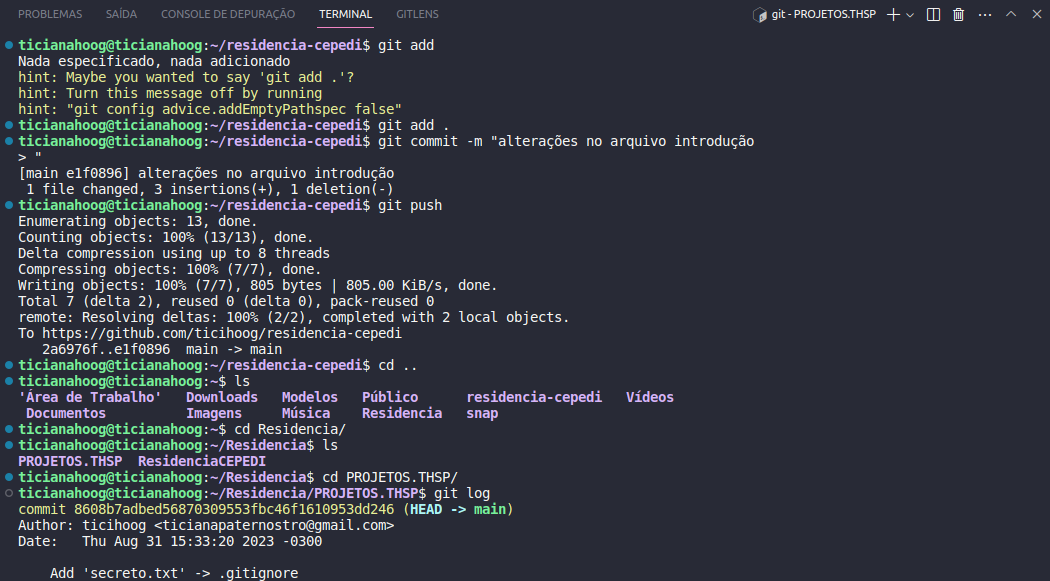 PROBLEMAS SAÍDA CONSOLE DE DEPURAÇÃO TERMINAL GITLENS git - PROJETOS.THSP
ticianahoog@ticianahoog:~/residencia-cepedi$ git add
Nada especificado, nada adicionado
hint: Maybe you wanted to say 'git add .'?
hint: Turn this message off by running
hint: "git config advice.addEmptyPathspec false"
ticianahoog@ticianahoog:~/residencia-cepedi$ git add .
ticianahoog@ticianahoog:~/residencia-cepedi$ git commit -m "alterações no arquivo introdução
> "
[main e1f0896] alterações no arquivo introdução
 1 file changed, 3 insertions(+), 1 deletion(-)
ticianahoog@ticianahoog:~/residencia-cepedi$ git push
Enumerating objects: 13, done.
Counting objects: 100% (13/13), done.
Delta compression using up to 8 threads
Compressing objects: 100% (7/7), done.
Writing objects: 100% (7/7), 805 bytes | 805.00 KiB/s, done.
Total 7 (delta 2), reused 0 (delta 0), pack-reused 0
remote: Resolving deltas: 100% (2/2), completed with 2 local objects.
To https://github.com/ticihoog/residencia-cepedi
   2a6976f..e1f0896  main -> main
ticianahoog@ticianahoog:~/residencia-cepedi$ cd ..
ticianahoog@ticianahoog:~$ ls
'Área de Trabalho'   Downloads   Modelos   Público      residencia-cepedi   Vídeos
 Documentos          Imagens     Música    Residencia   snap
ticianahoog@ticianahoog:~$ cd Residencia/
ticianahoog@ticianahoog:~/Residencia$ ls
PROJETOS.THSP  ResidenciaCEPEDI
ticianahoog@ticianahoog:~/Residencia$ cd PROJETOS.THSP/
ticianahoog@ticianahoog:~/Residencia/PROJETOS.THSP$ git log
commit 8608b7adbed56870309553fbc46f1610953dd246 (HEAD -> main)
Author: ticihoog <ticianapaternostro@gmail.com>
Date:   Thu Aug 31 15:33:20 2023 -0300
    Add 'secreto.txt' -> .gitignore